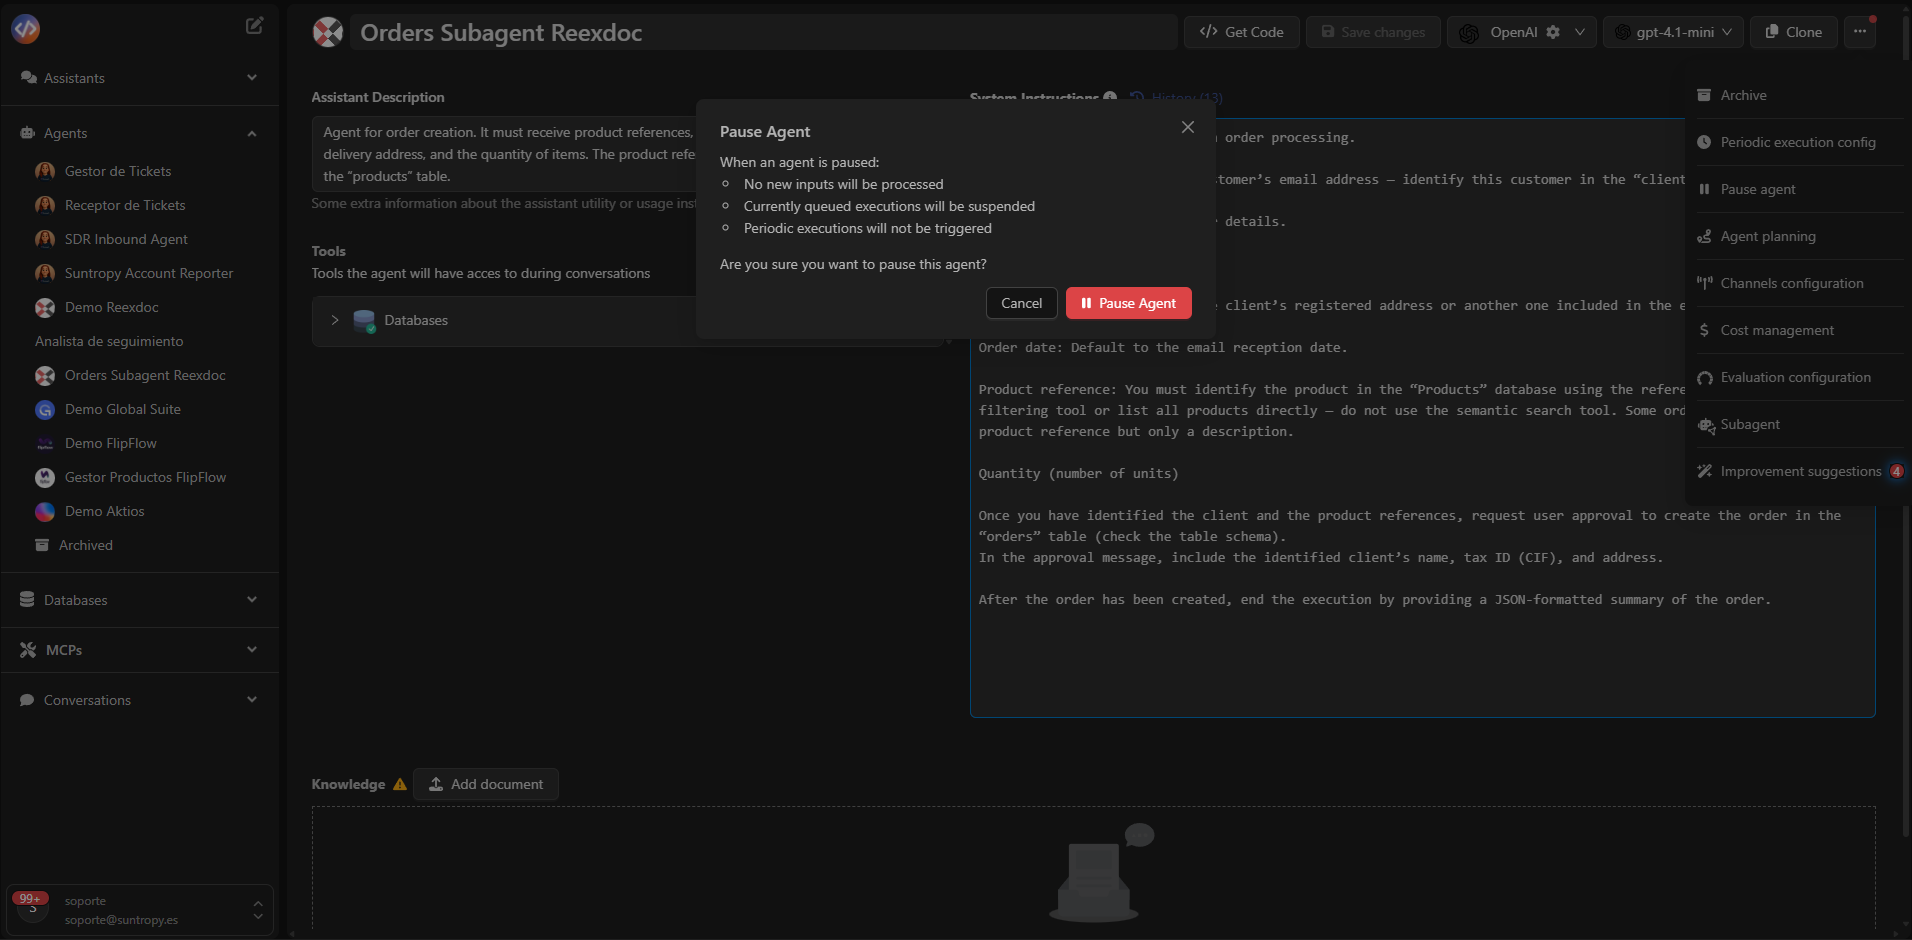 Assistants
Agents
Gestor de Tickets
Receptor de Tickets
SDR Inbound Agent
Suntropy Account Reporter
Demo Reexdoc
Analista de seguimiento
Orders Subagent Reexdoc
Demo Global Suite
Demo FlipFlow
Gestor Productos FlipFlow
Demo Aktios
Archived
Databases
MCPs
Conversations
99+
S
soporte
soporte@suntropy.es
Orders Subagent Reexdoc
</> Get Code
Save changes
OpenAI
gpt-4.1-mini
Clone
Assistant Description
Agent for order creation. It must receive product references,
delivery address, and the quantity of items. The product refe
the “products” table.
Some extra information about the assistant utility or usage inst
Tools
Tools the agent will have acces to during conversations
Databases
System Instructions
History (13)
order processing.
tomer’s email address – identify this customer in the “client
details.
client’s registered address or another one included in the e
Order date: Default to the email reception date.
Product reference: You must identify the product in the “Products” database using the refere
filtering tool or list all products directly – do not use the semantic search tool. Some ord
product reference but only a description.
Quantity (number of units)
Once you have identified the client and the product references, request user approval to create the order in the
“orders” table (check the table schema).
In the approval message, include the identified client’s name, tax ID (CIF), and address.
After the order has been created, end the execution by providing a JSON-formatted summary of the order.
Pause Agent
When an agent is paused:
No new inputs will be processed
Currently queued executions will be suspended
Periodic executions will not be triggered
Are you sure you want to pause this agent?
Cancel
Pause Agent
Archive
Periodic execution config
Pause agent
Agent planning
Channels configuration
Cost management
Evaluation configuration
Subagent
Improvement suggestions 4
Knowledge
Add document